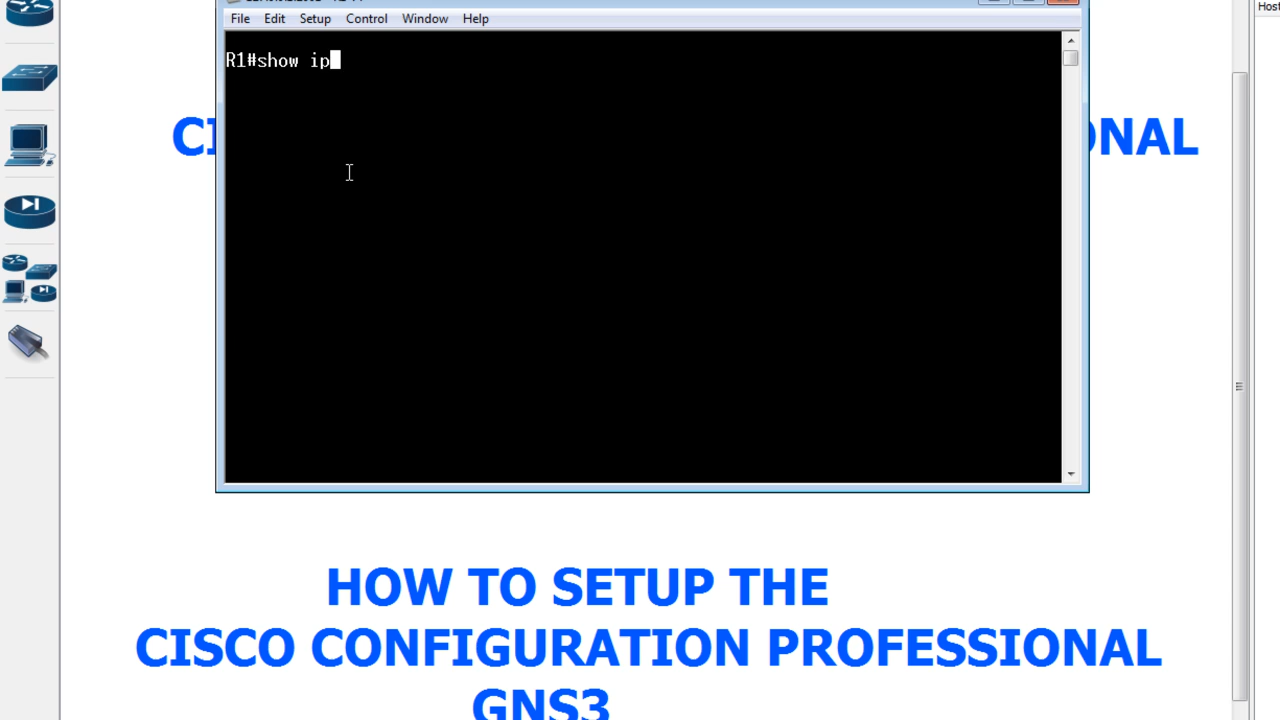 Host
File Edit Setup Control Window Help
R1#show ip
CI
ONAL
HOW TO SETUP THE
CISCO CONFIGURATION PROFESSIONAL
GNS3